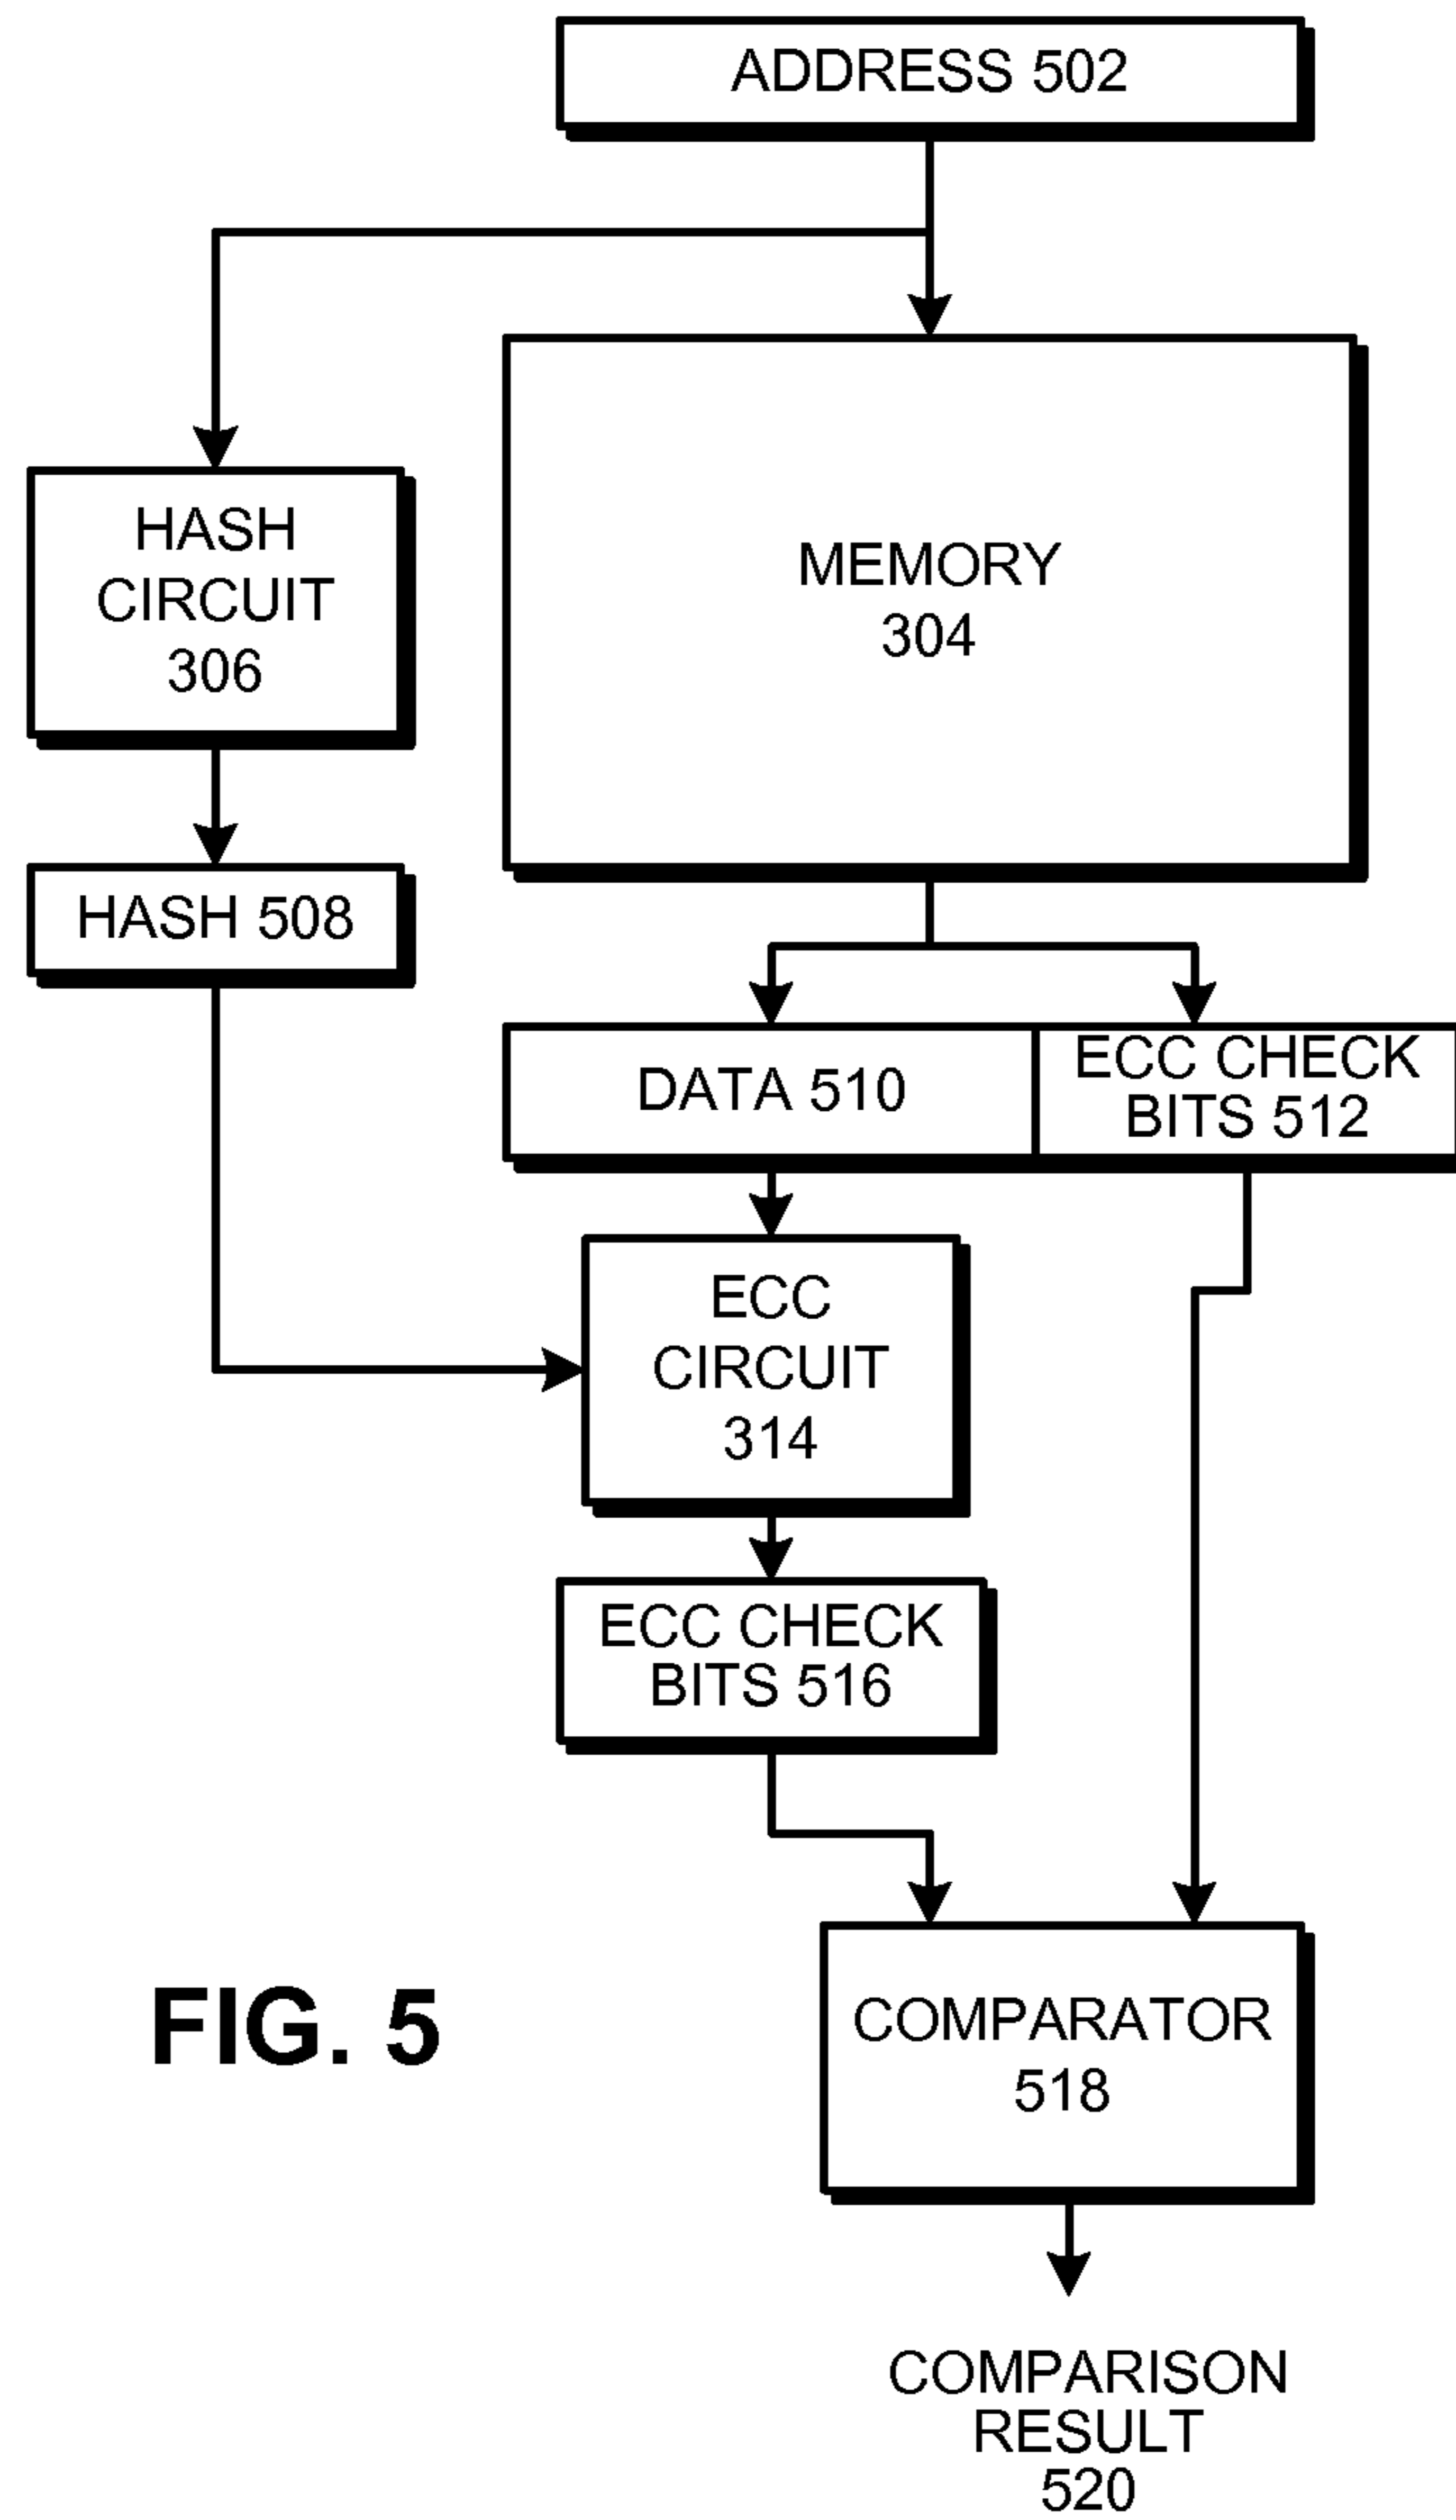 ADDRESS 502
HASH
CIRCUIT
306
MEMORY
304
HASH 508
DATA 510
ECC CHECK
BITS 512
ECC
CIRCUIT
314
ECC CHECK
BITS 516
COMPARATOR
518
FIG. 5
COMPARISON
RESULT
520